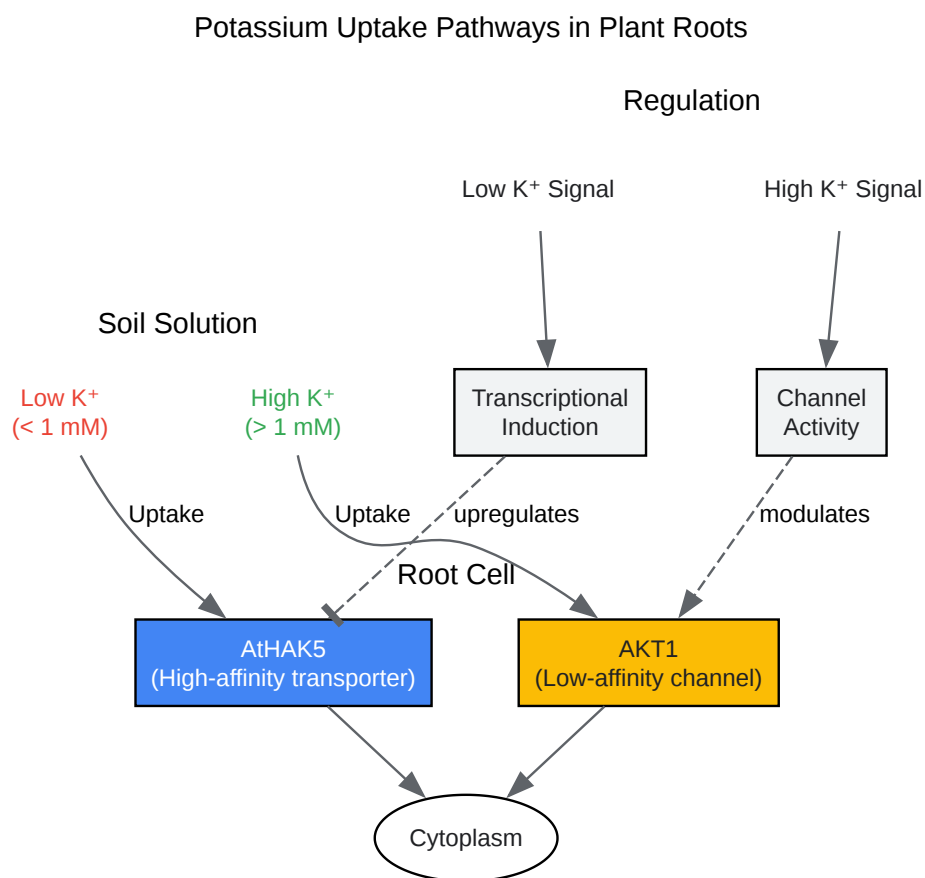 Potassium Uptake Pathways in Plant Roots
Regulation
Low K⁺ Signal
High K⁺ Signal
Soil Solution
Low K⁺
(< 1 mM)
High K⁺
(> 1 mM)
Transcriptional
Induction
Channel
Activity
Uptake
Uptake
upregulates
modulates
Root Cell
AtHAK5
(High-affinity transporter)
AKT1
(Low-affinity channel)
Cytoplasm